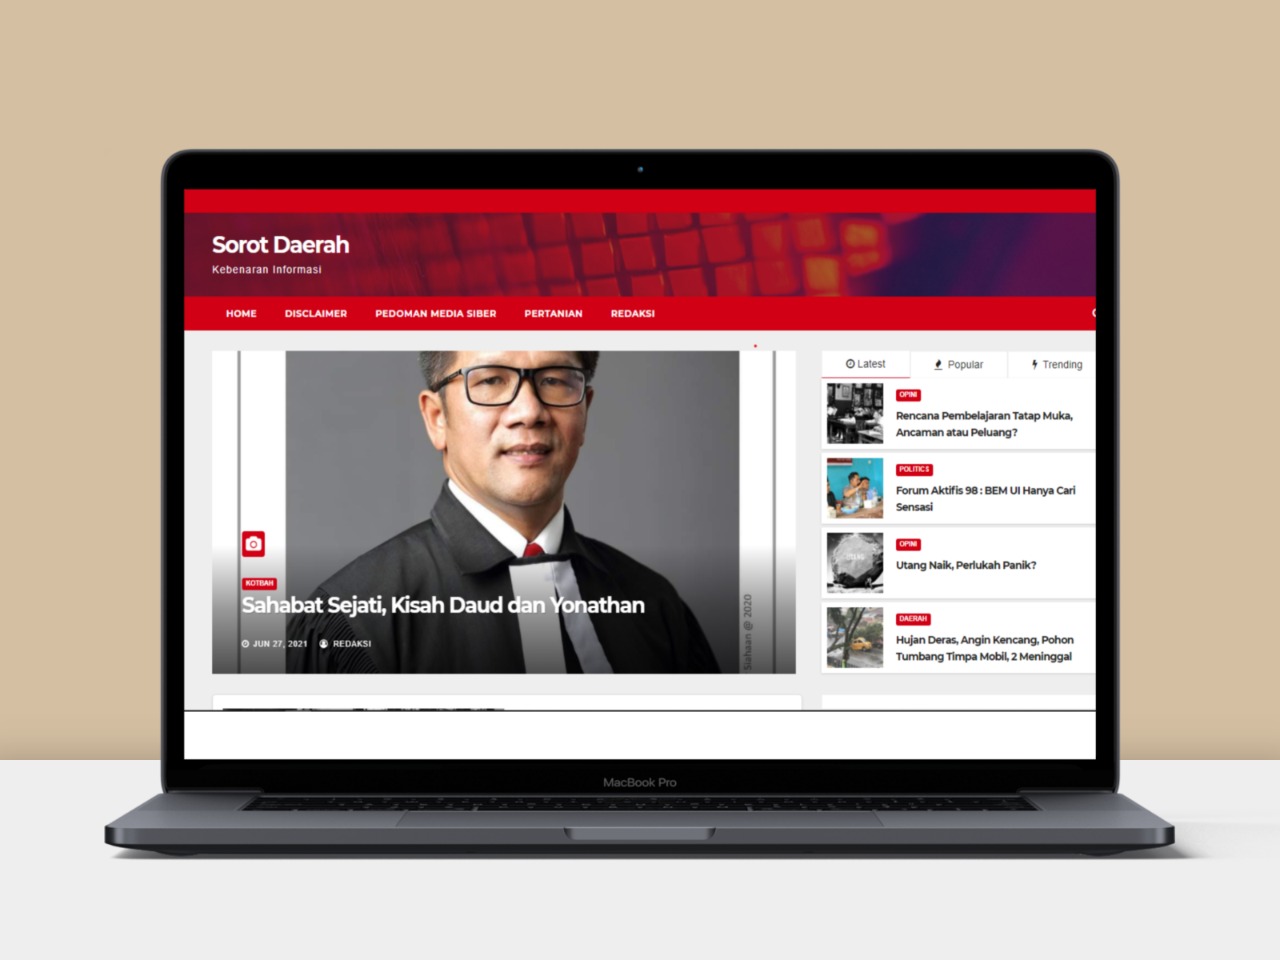 Sorot Daerah
Kebenaran Informasi
HOME DISCLAIMER PEDOMAN MEDIA SIBER PERTANIAN REDAKSI
KOTBAH
Sahabat Sejati, Kisah Daud dan Yonathan
JUN 27, 2021 REDAKSI
Siahaan @ 2020
Latest Popular Trending
OPINI
Rencana Pembelajaran Tatap Muka,
Ancaman atau Peluang?
POLITICS
Forum Aktifis 98 : BEM UI Hanya Cari
Sensasi
OPINI
Utang Naik, Perlukah Panik?
DAERAH
Hujan Deras, Angin Kencang, Pohon
Tumbang Timpa Mobil, 2 Meninggal
MacBook Pro